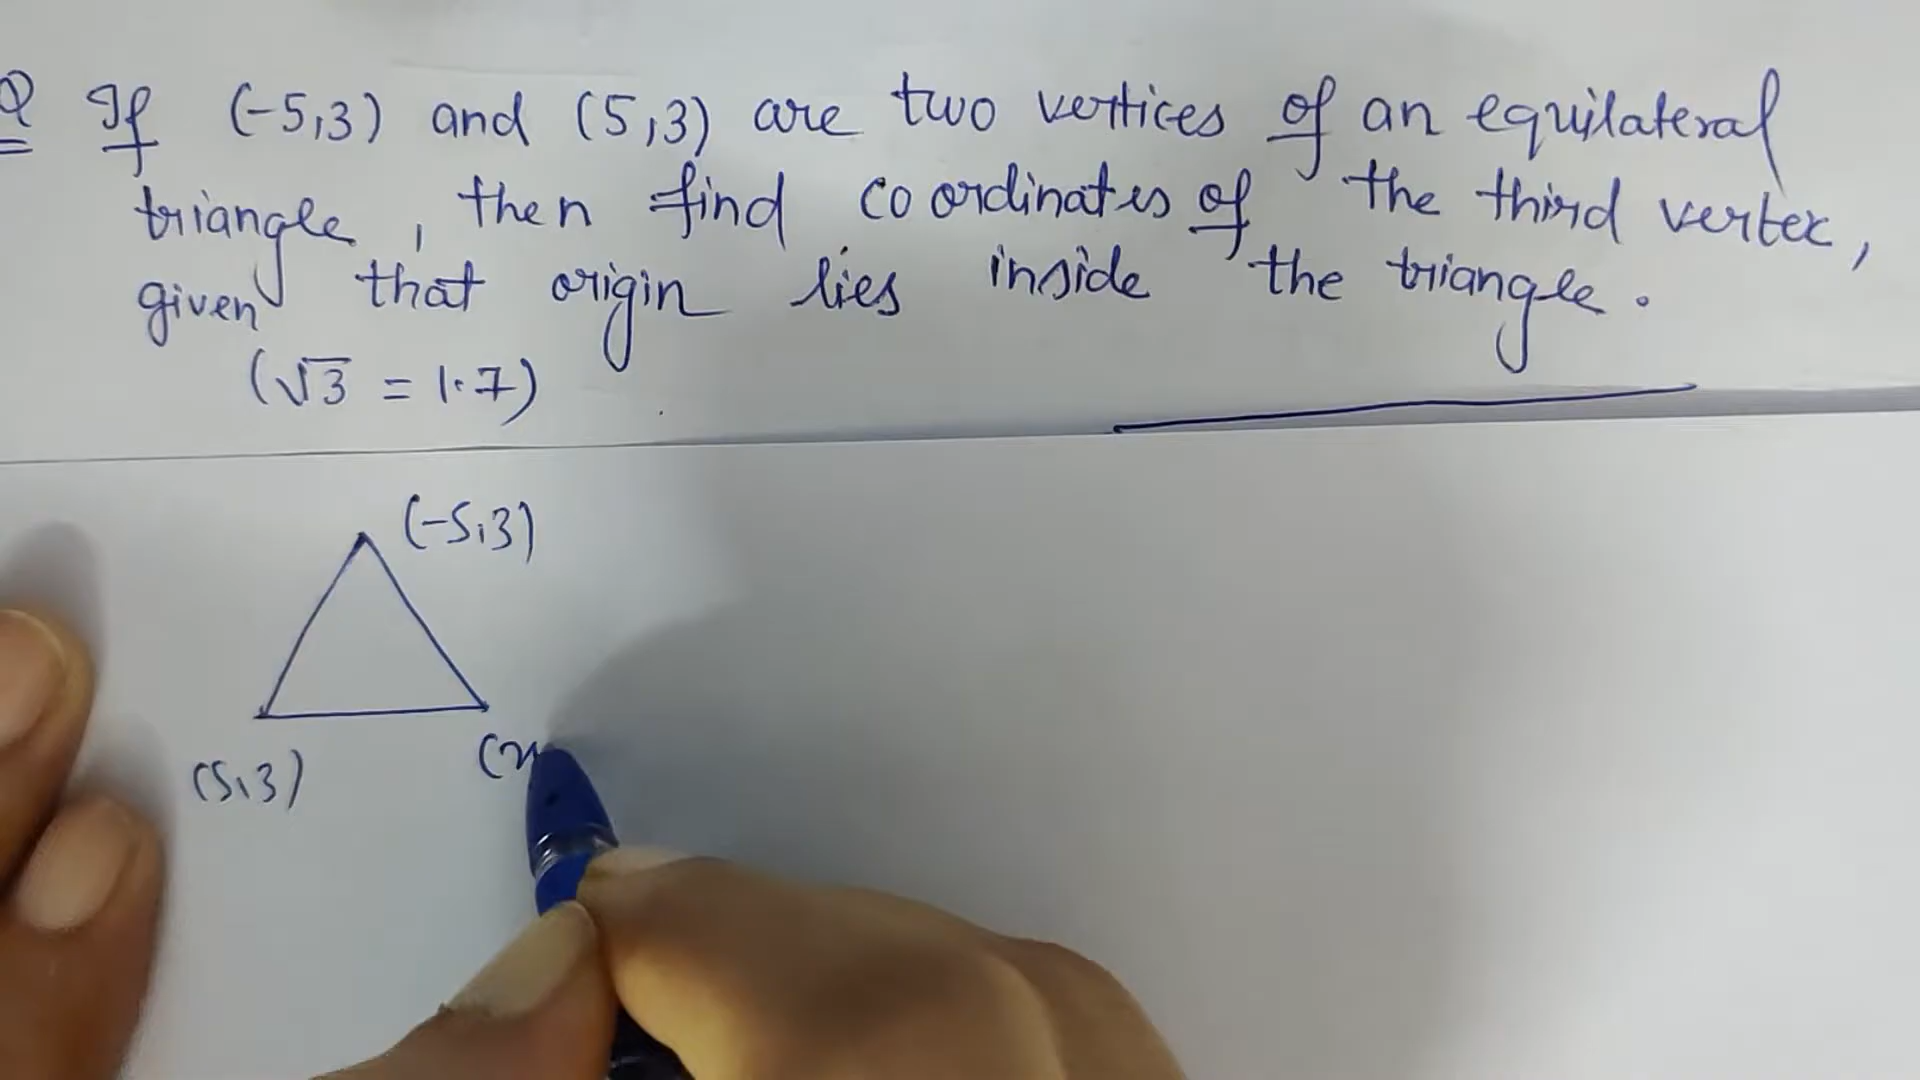 Q If (-5,3) and (5,3) are two vertices of an equilateral
triangle, then find coordinates of the third vertex,
given that origin lies inside the triangle.
(√3 = 1.7)
(-5,3)
(5,3)
(x